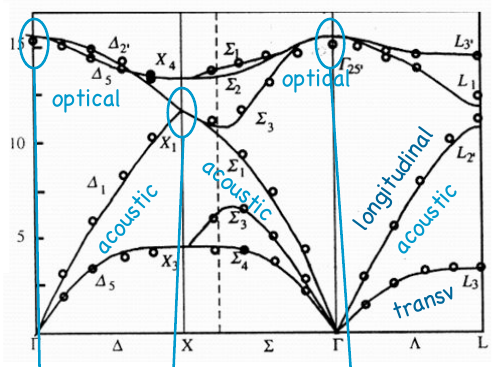 15
10
5
Δ2'
Δ5
X4
Σ1
Σ2
optical
optical
Γ25'
L3'
L1
Σ3
X1
L2'
Δ1
acoustic
Σ1
acoustic
longitudinal
acoustic
Σ3
Δ5
X3
Σ4
L3
transv
Γ Δ X Σ Γ Λ L